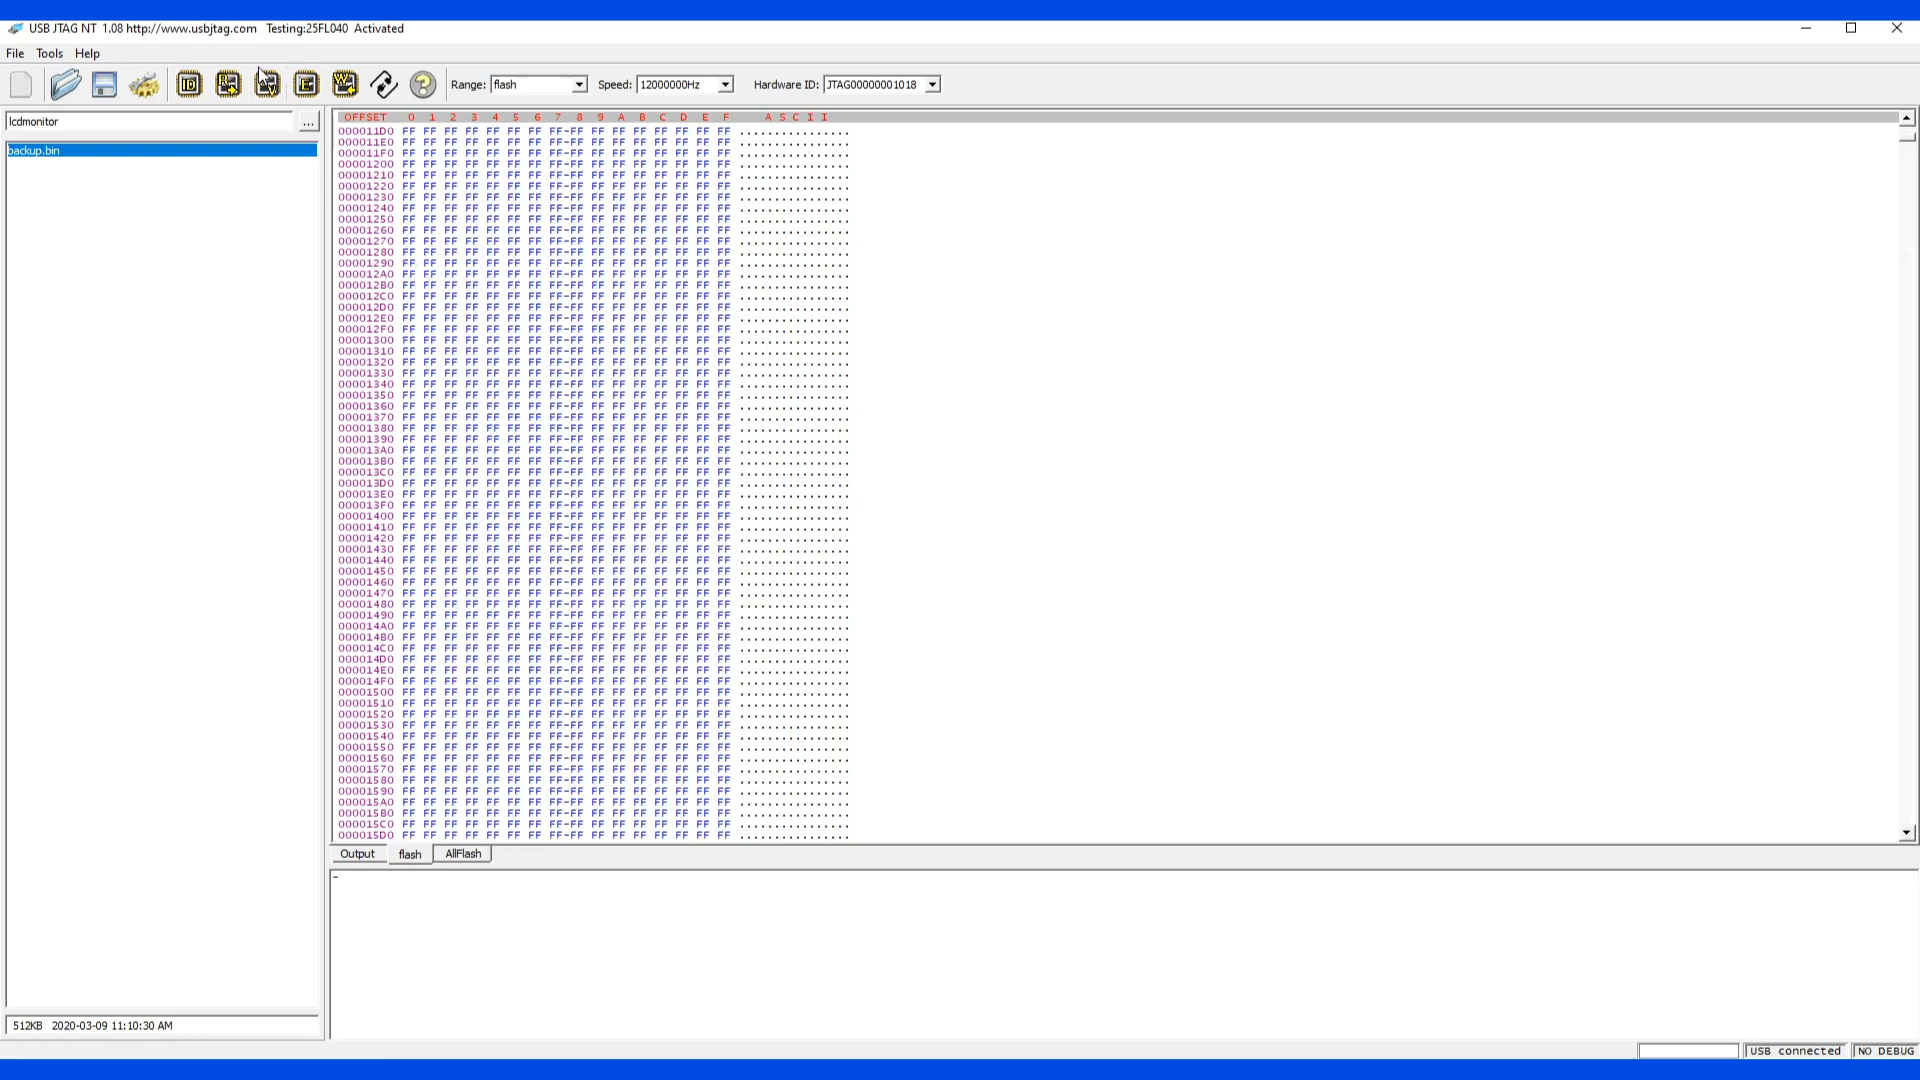 USB JTAG NT 1.08 http://www.usbjtag.com Testing:25FL040 Activated
File Tools Help
ID R V E W ? Range: flash Speed: 12000000Hz Hardware ID: JTAG00000001018
lcdmonitor ...
backup.bin
OFFSET 0 1 2 3 4 5 6 7 8 9 A B C D E F A S C I I
000011D0 FF FF FF FF FF FF FF FF-FF FF FF FF FF FF FF FF ................
000011E0 FF FF FF FF FF FF FF FF-FF FF FF FF FF FF FF FF ................
000011F0 FF FF FF FF FF FF FF FF-FF FF FF FF FF FF FF FF ................
00001200 FF FF FF FF FF FF FF FF-FF FF FF FF FF FF FF FF ................
00001210 FF FF FF FF FF FF FF FF-FF FF FF FF FF FF FF FF ................
00001220 FF FF FF FF FF FF FF FF-FF FF FF FF FF FF FF FF ................
00001230 FF FF FF FF FF FF FF FF-FF FF FF FF FF FF FF FF ................
00001240 FF FF FF FF FF FF FF FF-FF FF FF FF FF FF FF FF ................
00001250 FF FF FF FF FF FF FF FF-FF FF FF FF FF FF FF FF ................
00001260 FF FF FF FF FF FF FF FF-FF FF FF FF FF FF FF FF ................
00001270 FF FF FF FF FF FF FF FF-FF FF FF FF FF FF FF FF ................
00001280 FF FF FF FF FF FF FF FF-FF FF FF FF FF FF FF FF ................
00001290 FF FF FF FF FF FF FF FF-FF FF FF FF FF FF FF FF ................
000012A0 FF FF FF FF FF FF FF FF-FF FF FF FF FF FF FF FF ................
000012B0 FF FF FF FF FF FF FF FF-FF FF FF FF FF FF FF FF ................
000012C0 FF FF FF FF FF FF FF FF-FF FF FF FF FF FF FF FF ................
000012D0 FF FF FF FF FF FF FF FF-FF FF FF FF FF FF FF FF ................
000012E0 FF FF FF FF FF FF FF FF-FF FF FF FF FF FF FF FF ................
000012F0 FF FF FF FF FF FF FF FF-FF FF FF FF FF FF FF FF ................
00001300 FF FF FF FF FF FF FF FF-FF FF FF FF FF FF FF FF ................
00001310 FF FF FF FF FF FF FF FF-FF FF FF FF FF FF FF FF ................
00001320 FF FF FF FF FF FF FF FF-FF FF FF FF FF FF FF FF ................
00001330 FF FF FF FF FF FF FF FF-FF FF FF FF FF FF FF FF ................
00001340 FF FF FF FF FF FF FF FF-FF FF FF FF FF FF FF FF ................
00001350 FF FF FF FF FF FF FF FF-FF FF FF FF FF FF FF FF ................
00001360 FF FF FF FF FF FF FF FF-FF FF FF FF FF FF FF FF ................
00001370 FF FF FF FF FF FF FF FF-FF FF FF FF FF FF FF FF ................
00001380 FF FF FF FF FF FF FF FF-FF FF FF FF FF FF FF FF ................
00001390 FF FF FF FF FF FF FF FF-FF FF FF FF FF FF FF FF ................
000013A0 FF FF FF FF FF FF FF FF-FF FF FF FF FF FF FF FF ................
000013B0 FF FF FF FF FF FF FF FF-FF FF FF FF FF FF FF FF ................
000013C0 FF FF FF FF FF FF FF FF-FF FF FF FF FF FF FF FF ................
000013D0 FF FF FF FF FF FF FF FF-FF FF FF FF FF FF FF FF ................
000013E0 FF FF FF FF FF FF FF FF-FF FF FF FF FF FF FF FF ................
000013F0 FF FF FF FF FF FF FF FF-FF FF FF FF FF FF FF FF ................
00001400 FF FF FF FF FF FF FF FF-FF FF FF FF FF FF FF FF ................
00001410 FF FF FF FF FF FF FF FF-FF FF FF FF FF FF FF FF ................
00001420 FF FF FF FF FF FF FF FF-FF FF FF FF FF FF FF FF ................
00001430 FF FF FF FF FF FF FF FF-FF FF FF FF FF FF FF FF ................
00001440 FF FF FF FF FF FF FF FF-FF FF FF FF FF FF FF FF ................
00001450 FF FF FF FF FF FF FF FF-FF FF FF FF FF FF FF FF ................
00001460 FF FF FF FF FF FF FF FF-FF FF FF FF FF FF FF FF ................
00001470 FF FF FF FF FF FF FF FF-FF FF FF FF FF FF FF FF ................
00001480 FF FF FF FF FF FF FF FF-FF FF FF FF FF FF FF FF ................
00001490 FF FF FF FF FF FF FF FF-FF FF FF FF FF FF FF FF ................
000014A0 FF FF FF FF FF FF FF FF-FF FF FF FF FF FF FF FF ................
000014B0 FF FF FF FF FF FF FF FF-FF FF FF FF FF FF FF FF ................
000014C0 FF FF FF FF FF FF FF FF-FF FF FF FF FF FF FF FF ................
000014D0 FF FF FF FF FF FF FF FF-FF FF FF FF FF FF FF FF ................
000014E0 FF FF FF FF FF FF FF FF-FF FF FF FF FF FF FF FF ................
000014F0 FF FF FF FF FF FF FF FF-FF FF FF FF FF FF FF FF ................
00001500 FF FF FF FF FF FF FF FF-FF FF FF FF FF FF FF FF ................
00001510 FF FF FF FF FF FF FF FF-FF FF FF FF FF FF FF FF ................
00001520 FF FF FF FF FF FF FF FF-FF FF FF FF FF FF FF FF ................
00001530 FF FF FF FF FF FF FF FF-FF FF FF FF FF FF FF FF ................
00001540 FF FF FF FF FF FF FF FF-FF FF FF FF FF FF FF FF ................
00001550 FF FF FF FF FF FF FF FF-FF FF FF FF FF FF FF FF ................
00001560 FF FF FF FF FF FF FF FF-FF FF FF FF FF FF FF FF ................
00001570 FF FF FF FF FF FF FF FF-FF FF FF FF FF FF FF FF ................
00001580 FF FF FF FF FF FF FF FF-FF FF FF FF FF FF FF FF ................
00001590 FF FF FF FF FF FF FF FF-FF FF FF FF FF FF FF FF ................
000015A0 FF FF FF FF FF FF FF FF-FF FF FF FF FF FF FF FF ................
000015B0 FF FF FF FF FF FF FF FF-FF FF FF FF FF FF FF FF ................
000015C0 FF FF FF FF FF FF FF FF-FF FF FF FF FF FF FF FF ................
000015D0 FF FF FF FF FF FF FF FF-FF FF FF FF FF FF FF FF ................
Output flash AllFlash
-
512KB 2020-03-09 11:10:30 AM
USB connected NO DEBUG